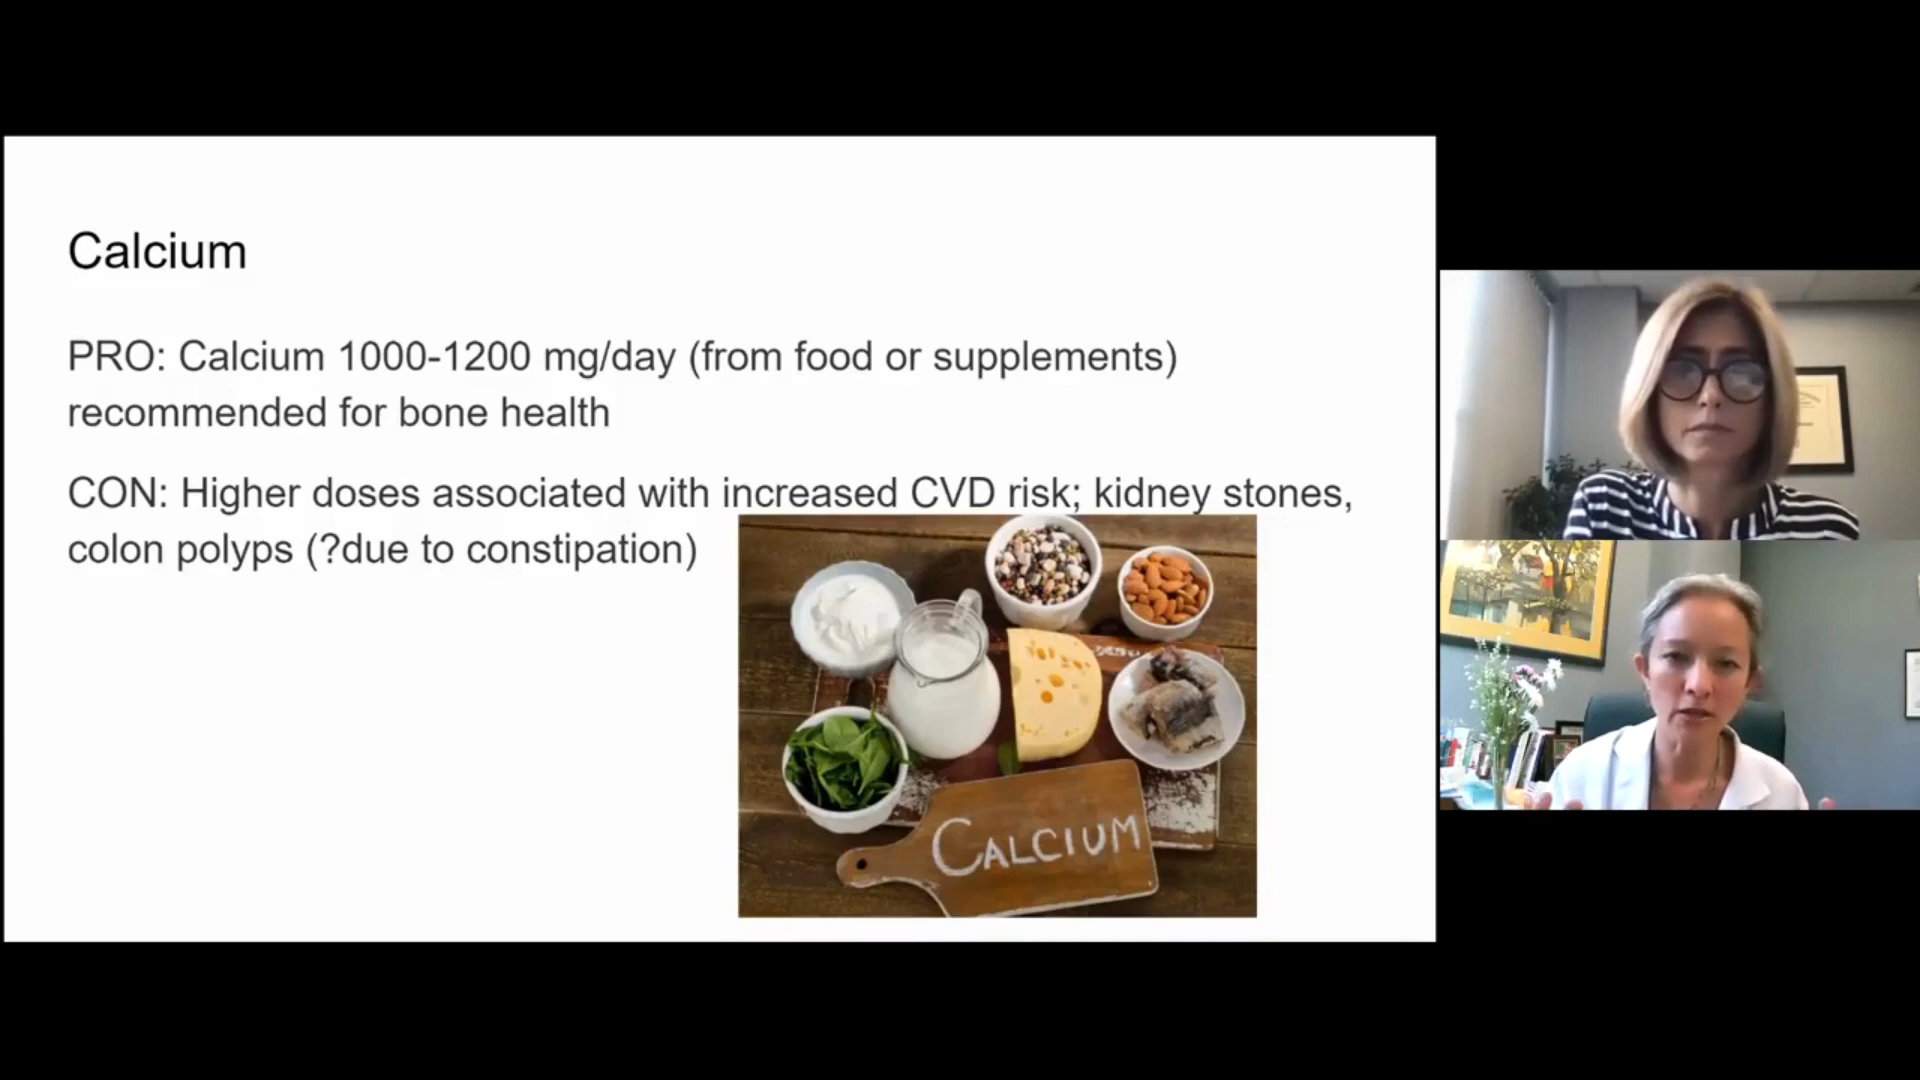 Calcium
PRO: Calcium 1000-1200 mg/day (from food or supplements)
recommended for bone health
CON: Higher doses associated with increased CVD risk; kidney stones,
colon polyps (?due to constipation)
CALCIUM